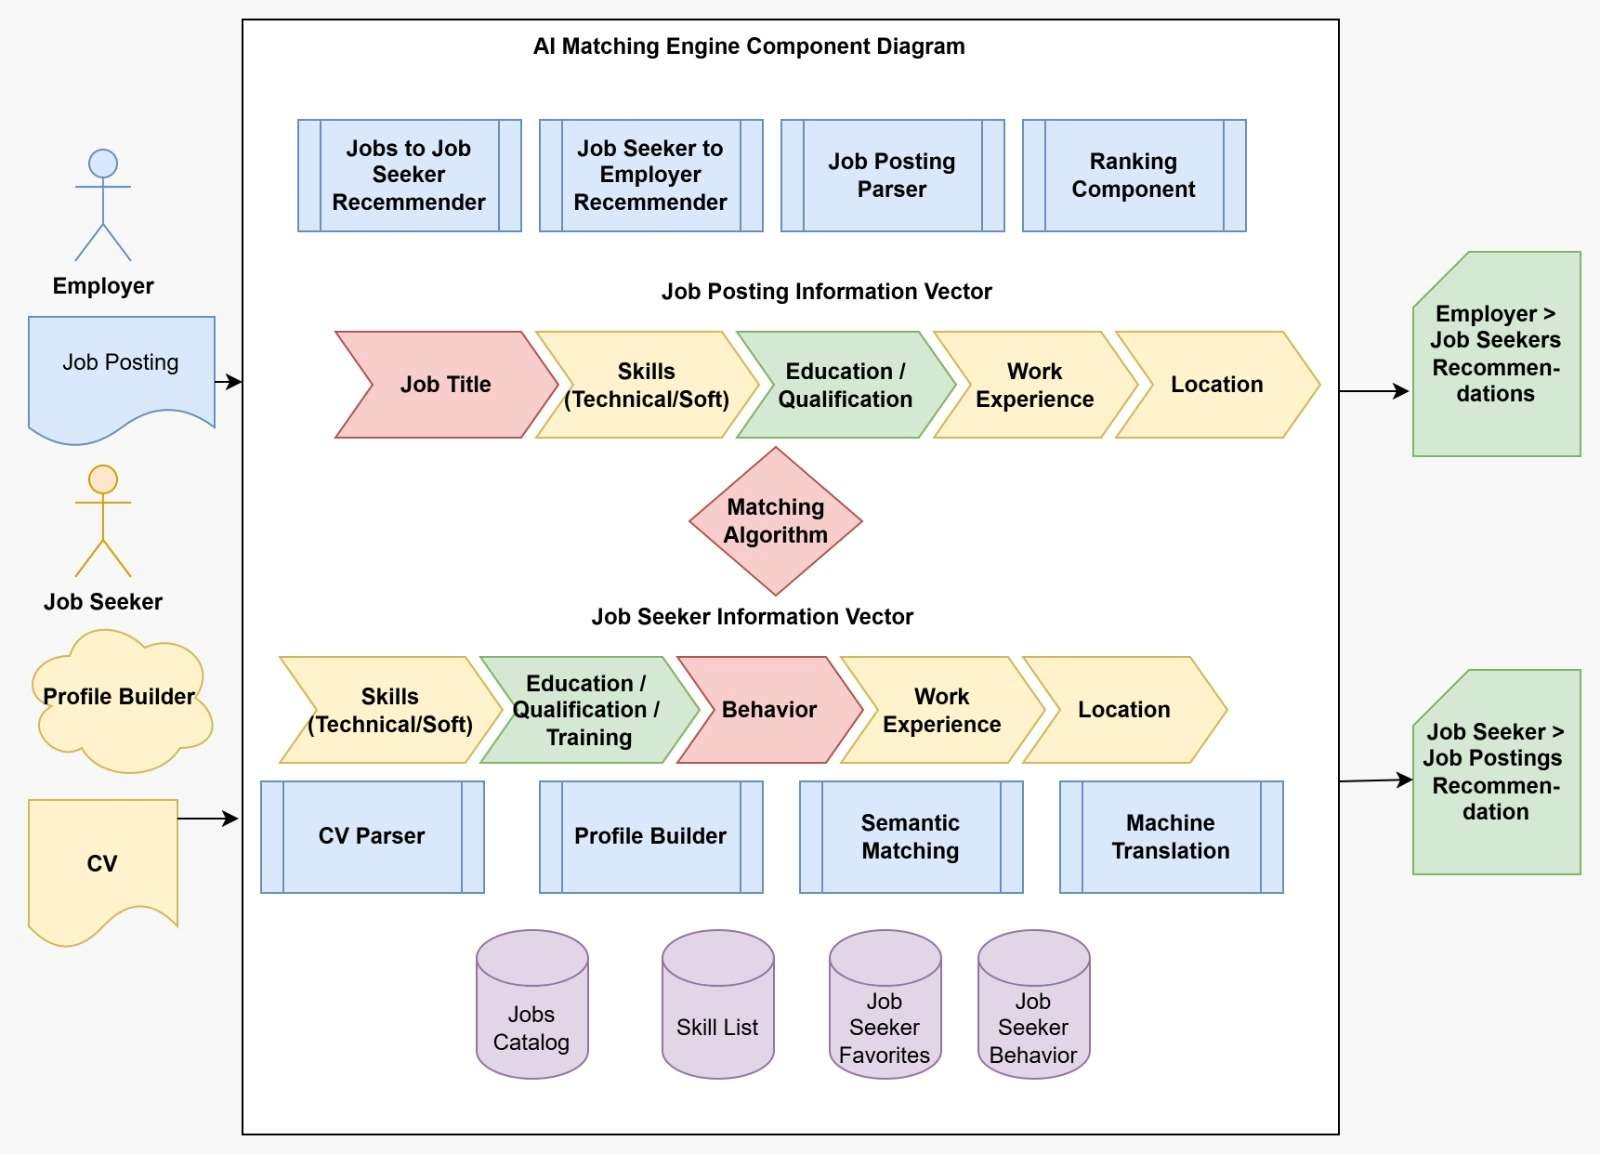 AI Matching Engine Component Diagram
Jobs to Job
Seeker
Recemmender
Job Seeker to
Employer
Recemmender
Job Posting
Parser
Ranking
Component
Employer
Job Posting
Job Posting Information Vector
Job Title
Skills
(Technical/Soft)
Education /
Qualification
Work
Experience
Location
Employer >
Job Seekers
Recommen-
dations
Matching
Algorithm
Job Seeker
Profile Builder
CV
Job Seeker Information Vector
Skills
(Technical/Soft)
Education /
Qualification /
Training
Behavior
Work
Experience
Location
Job Seeker >
Job Postings
Recommen-
dation
CV Parser
Profile Builder
Semantic
Matching
Machine
Translation
Jobs
Catalog
Skill List
Job
Seeker
Favorites
Job
Seeker
Behavior